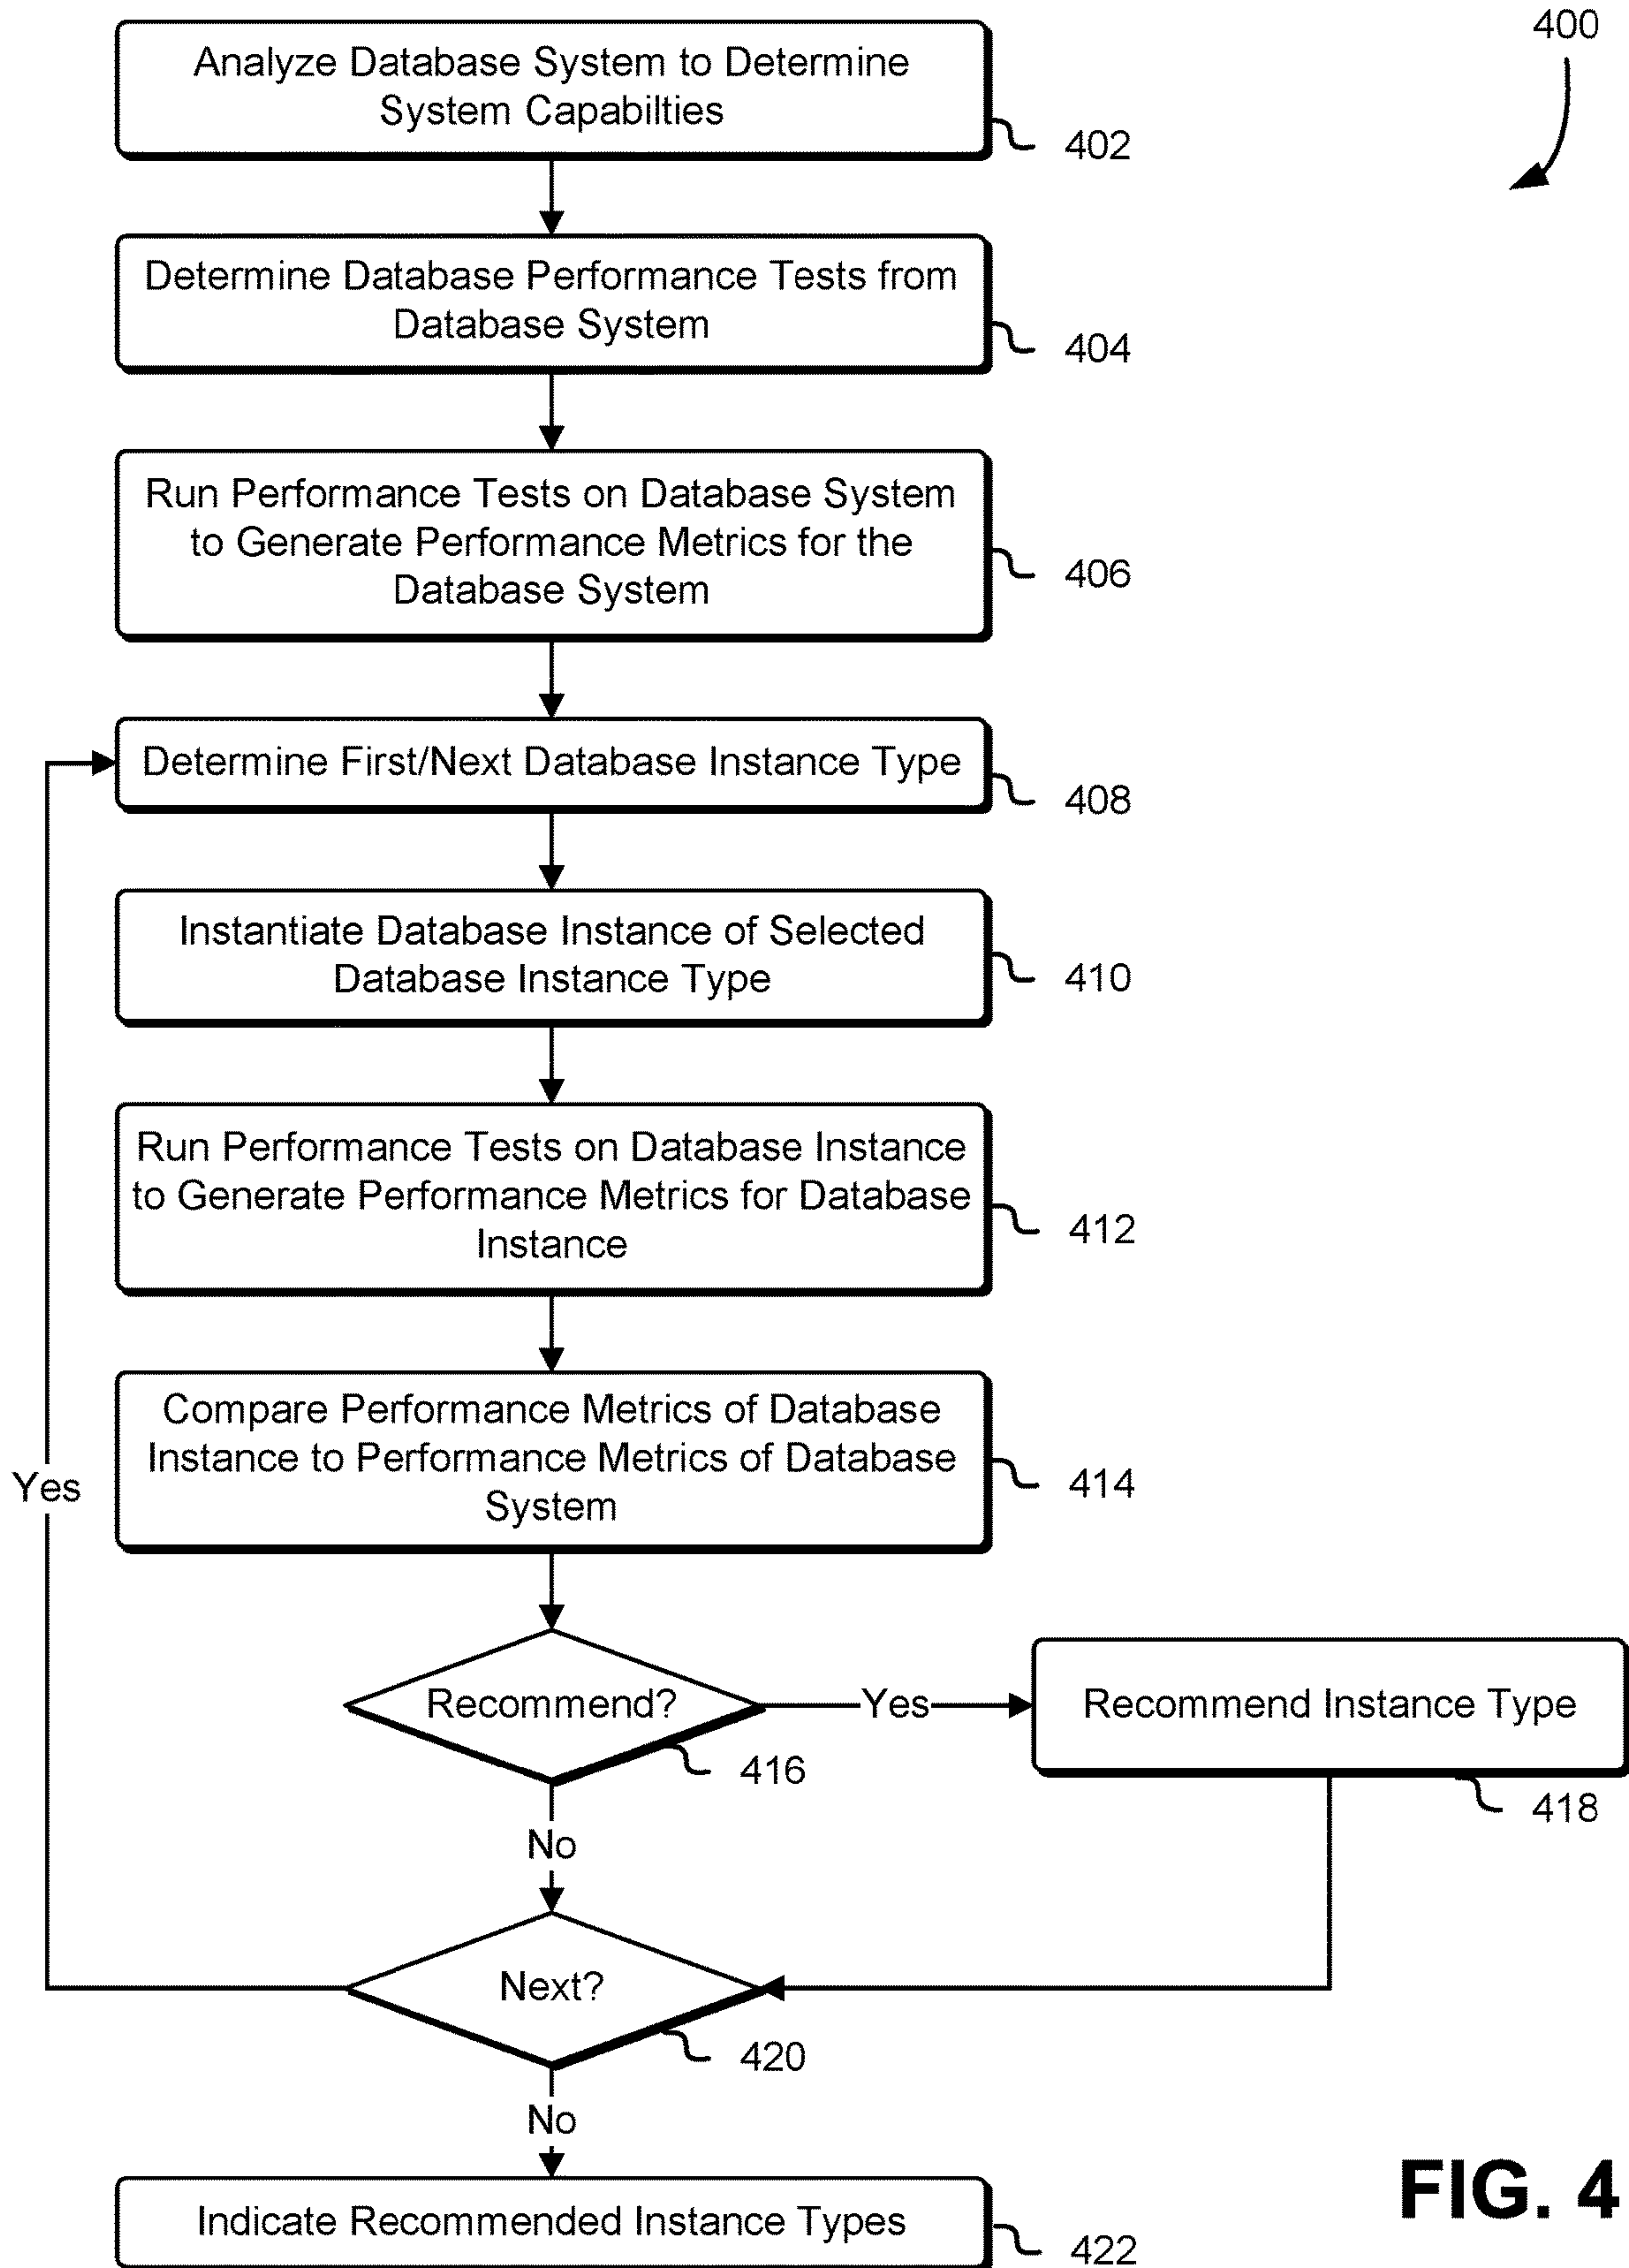 400
Analyze Database System to Determine
System Capabilties
402
Determine Database Performance Tests from
Database System
404
Run Performance Tests on Database System
to Generate Performance Metrics for the
Database System
406
Determine First/Next Database Instance Type
408
Instantiate Database Instance of Selected
Database Instance Type
410
Run Performance Tests on Database Instance
to Generate Performance Metrics for Database
Instance
412
Compare Performance Metrics of Database
Instance to Performance Metrics of Database
System
414
Yes
Recommend?
416
Yes
Recommend Instance Type
418
No
Next?
420
No
Indicate Recommended Instance Types
422
FIG. 4